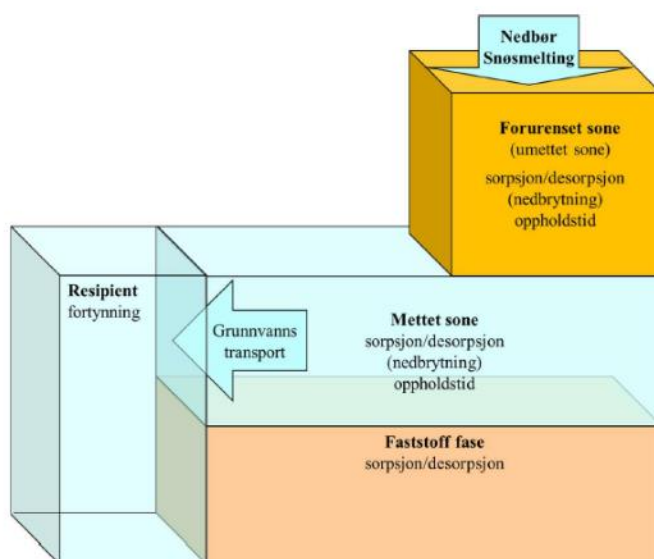 Nedbør
Snøsmelting
Forurenset sone
(umettet sone)
sorpsjon/desorpsjon
(nedbrytning)
oppholdstid
Resipient
fortynning
Grunnvanns
transport
Mettet sone
sorpsjon/desorpsjon
(nedbrytning)
oppholdstid
Faststoff fase
sorpsjon/desorpsjon